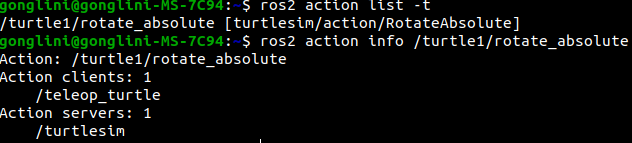 gonglini@gonglini-MS-7C94:~$ ros2 action list -t
/turtle1/rotate_absolute [turtlesim/action/RotateAbsolute]
gonglini@gonglini-MS-7C94:~$ ros2 action info /turtle1/rotate_absolute
Action: /turtle1/rotate_absolute
Action clients: 1
    /teleop_turtle
Action servers: 1
    /turtlesim